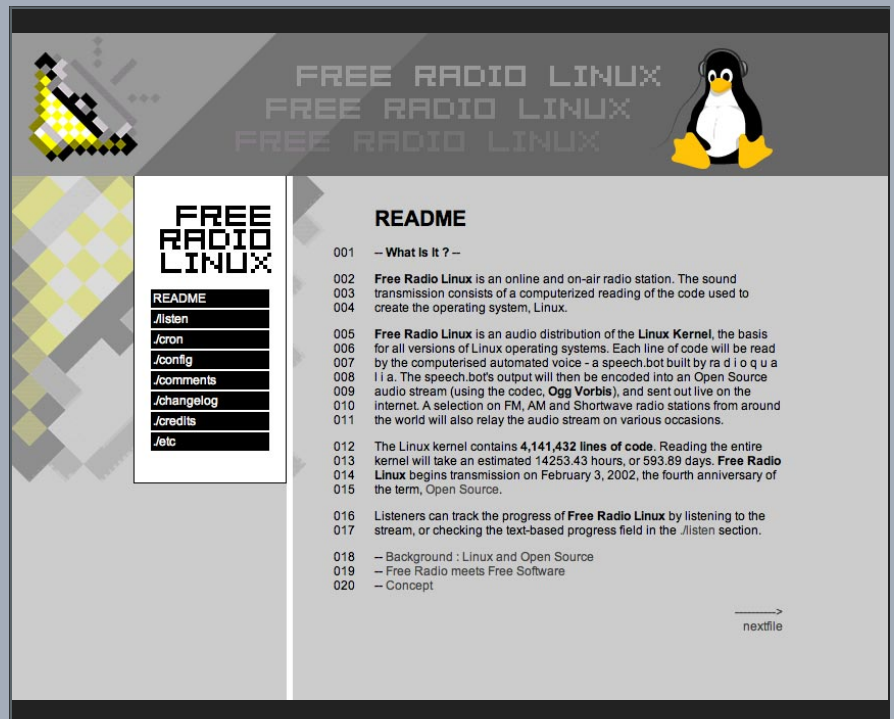 FREE RADIO LINUX
FREE RADIO LINUX
FREE RADIO LINUX
FREE
RADIO
LINUX
README
./listen
./cron
./config
./comments
./changelog
./credits
./etc
README
001 -- What Is It ? --
002 Free Radio Linux is an online and on-air radio station. The sound
003 transmission consists of a computerized reading of the code used to
004 create the operating system, Linux.
005 Free Radio Linux is an audio distribution of the Linux Kernel, the basis
006 for all versions of Linux operating systems. Each line of code will be read
007 by the computerised automated voice - a speech.bot built by ra d i o q u a
008 l i a. The speech.bot's output will then be encoded into an Open Source
009 audio stream (using the codec, Ogg Vorbis), and sent out live on the
010 internet. A selection on FM, AM and Shortwave radio stations from around
011 the world will also relay the audio stream on various occasions.
012 The Linux kernel contains 4,141,432 lines of code. Reading the entire
013 kernel will take an estimated 14253.43 hours, or 593.89 days. Free Radio
014 Linux begins transmission on February 3, 2002, the fourth anniversary of
015 the term, Open Source.
016 Listeners can track the progress of Free Radio Linux by listening to the
017 stream, or checking the text-based progress field in the ./listen section.
018 -- Background : Linux and Open Source
019 -- Free Radio meets Free Software
020 -- Concept
---------->
nextfile